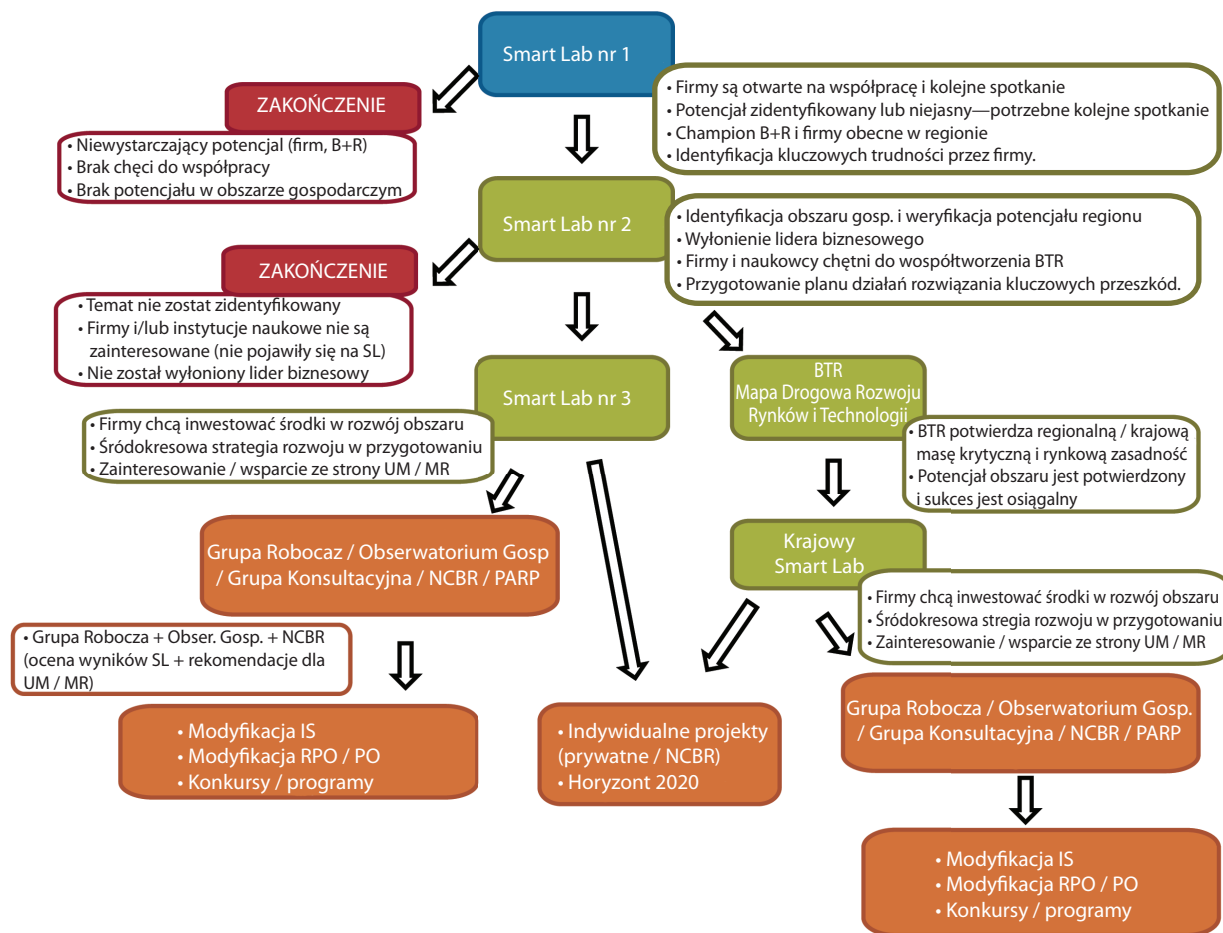 Smart Lab nr 1
ZAKOŃCZENIE
• Niewystarczający potencjal (firm, B+R)
• Brak chęci do współpracy
• Brak potencjału w obszarze gospodarczym
• Firmy są otwarte na współpracę i kolejne spotkanie
• Potencjał zidentyfikowany lub niejasny—potrzebne kolejne spotkanie
• Champion B+R i firmy obecne w regionie
• Identyfikacja kluczowych trudności przez firmy.
Smart Lab nr 2
ZAKOŃCZENIE
• Temat nie zostat zidentyfikowany
• Firmy i/lub instytucje naukowe nie są
zainteresowane (nie pojawiły się na SL)
• Nie został wyłoniony lider biznesowy
• Identyfikacja obszaru gosp. i weryfikacja potencjału regionu
• Wyłonienie lidera biznesowego
• Firmy i naukowcy chętni do wospółtworzenia BTR
• Przygotowanie planu działań rozwiązania kluczowych przeszkód.
Smart Lab nr 3
• Firmy chcą inwestować środki w rozwój obszaru
• Śródokresowa strategia rozwoju w przygotowaniu
• Zainteresowanie / wsparcie ze strony UM / MR
BTR
Mapa Drogowa Rozwoju
Rynków i Technologii
• BTR potwierdza regionalną / krajową
masę krytyczną i rynkową zasadność
• Potencjał obszaru jest potwierdzony
i sukces jest osiągalny
Grupa Robocaz / Obserwatorium Gosp
/ Grupa Konsultacyjna / NCBR / PARP
Krajowy
Smart Lab
• Firmy chcą inwestować środki w rozwój obszaru
• Śródokresowa stregia rozwoju w przygotowaniu
• Zainteresowanie / wsparcie ze strony UM / MR
• Grupa Robocza + Obser. Gosp. + NCBR
(ocena wyników SL + rekomendacje dla
UM / MR)
• Modyfikacja IS
• Modyfikacja RPO / PO
• Konkursy / programy
• Indywidualne projekty
(prywatne / NCBR)
• Horyzont 2020
Grupa Robocza / Obserwatorium Gosp.
/ Grupa Konsultacyjna / NCBR / PARP
• Modyfikacja IS
• Modyfikacja RPO / PO
• Konkursy / programy